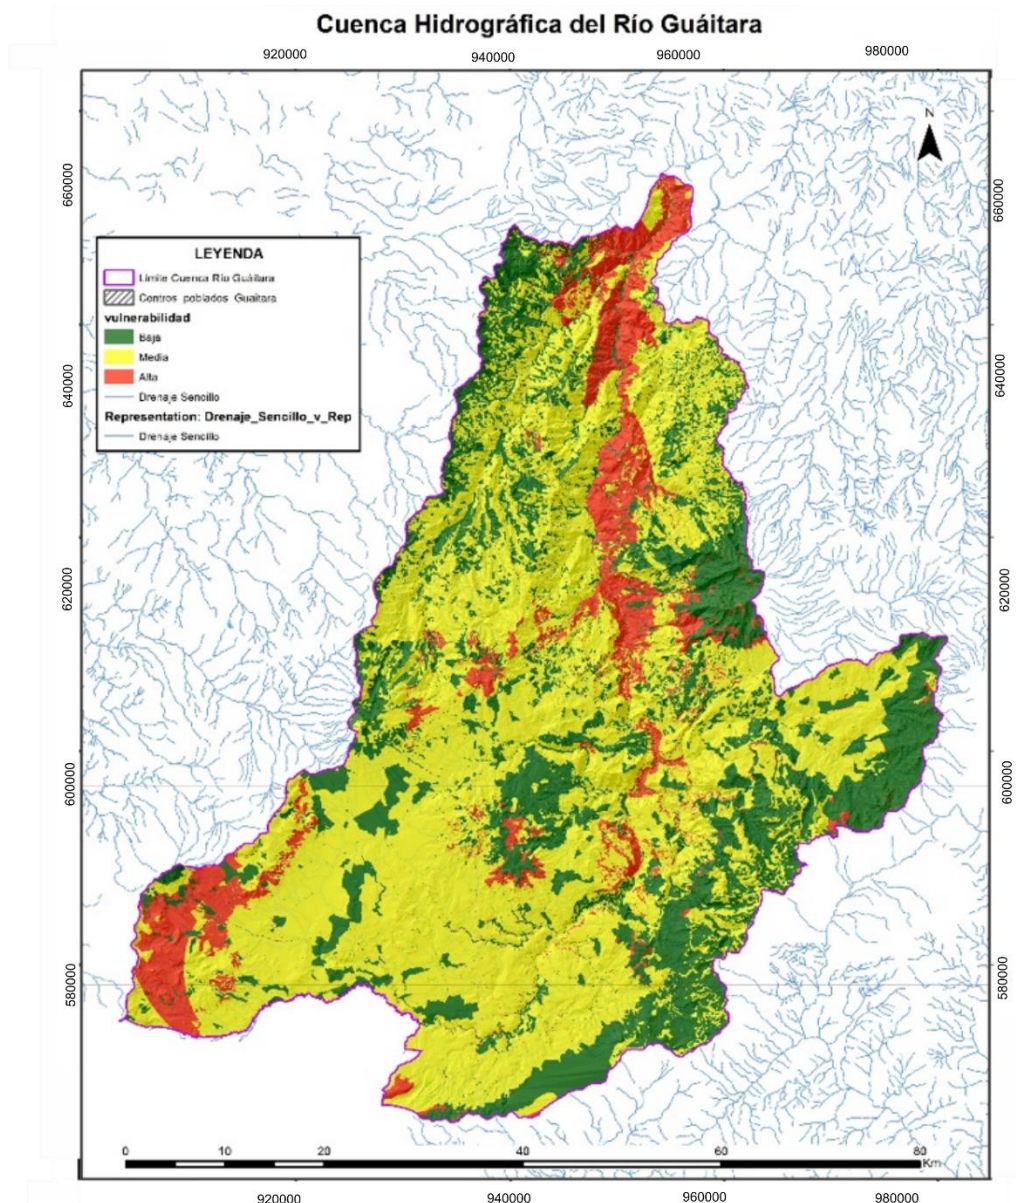 Cuenca Hidrográfica del Río Guáitara
920000
940000
960000
980000
N
660000
660000
LEYENDA
Limite Cuenca Río Guáitara
Centros poblados Guaitara
vulnerabilidad
Baja
Media
Alta
Drenaje Sencillo
Representation: Drenaje_Sencillo_v_Rep
Drenaje Sencillo
640000
640000
620000
620000
600000
600000
580000
580000
0 10 20 40 60 80
Km
920000
940000
960000
980000